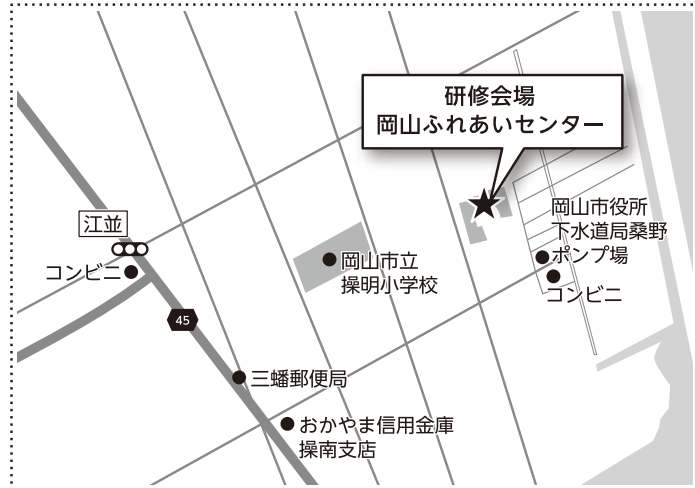 研修会場
岡山ふれあいセンター
江並
コンビニ
45
岡山市立
操明小学校
岡山市役所
下水道局桑野
ポンプ場
コンビニ
三蟠郵便局
おかやま信用金庫
操南支店